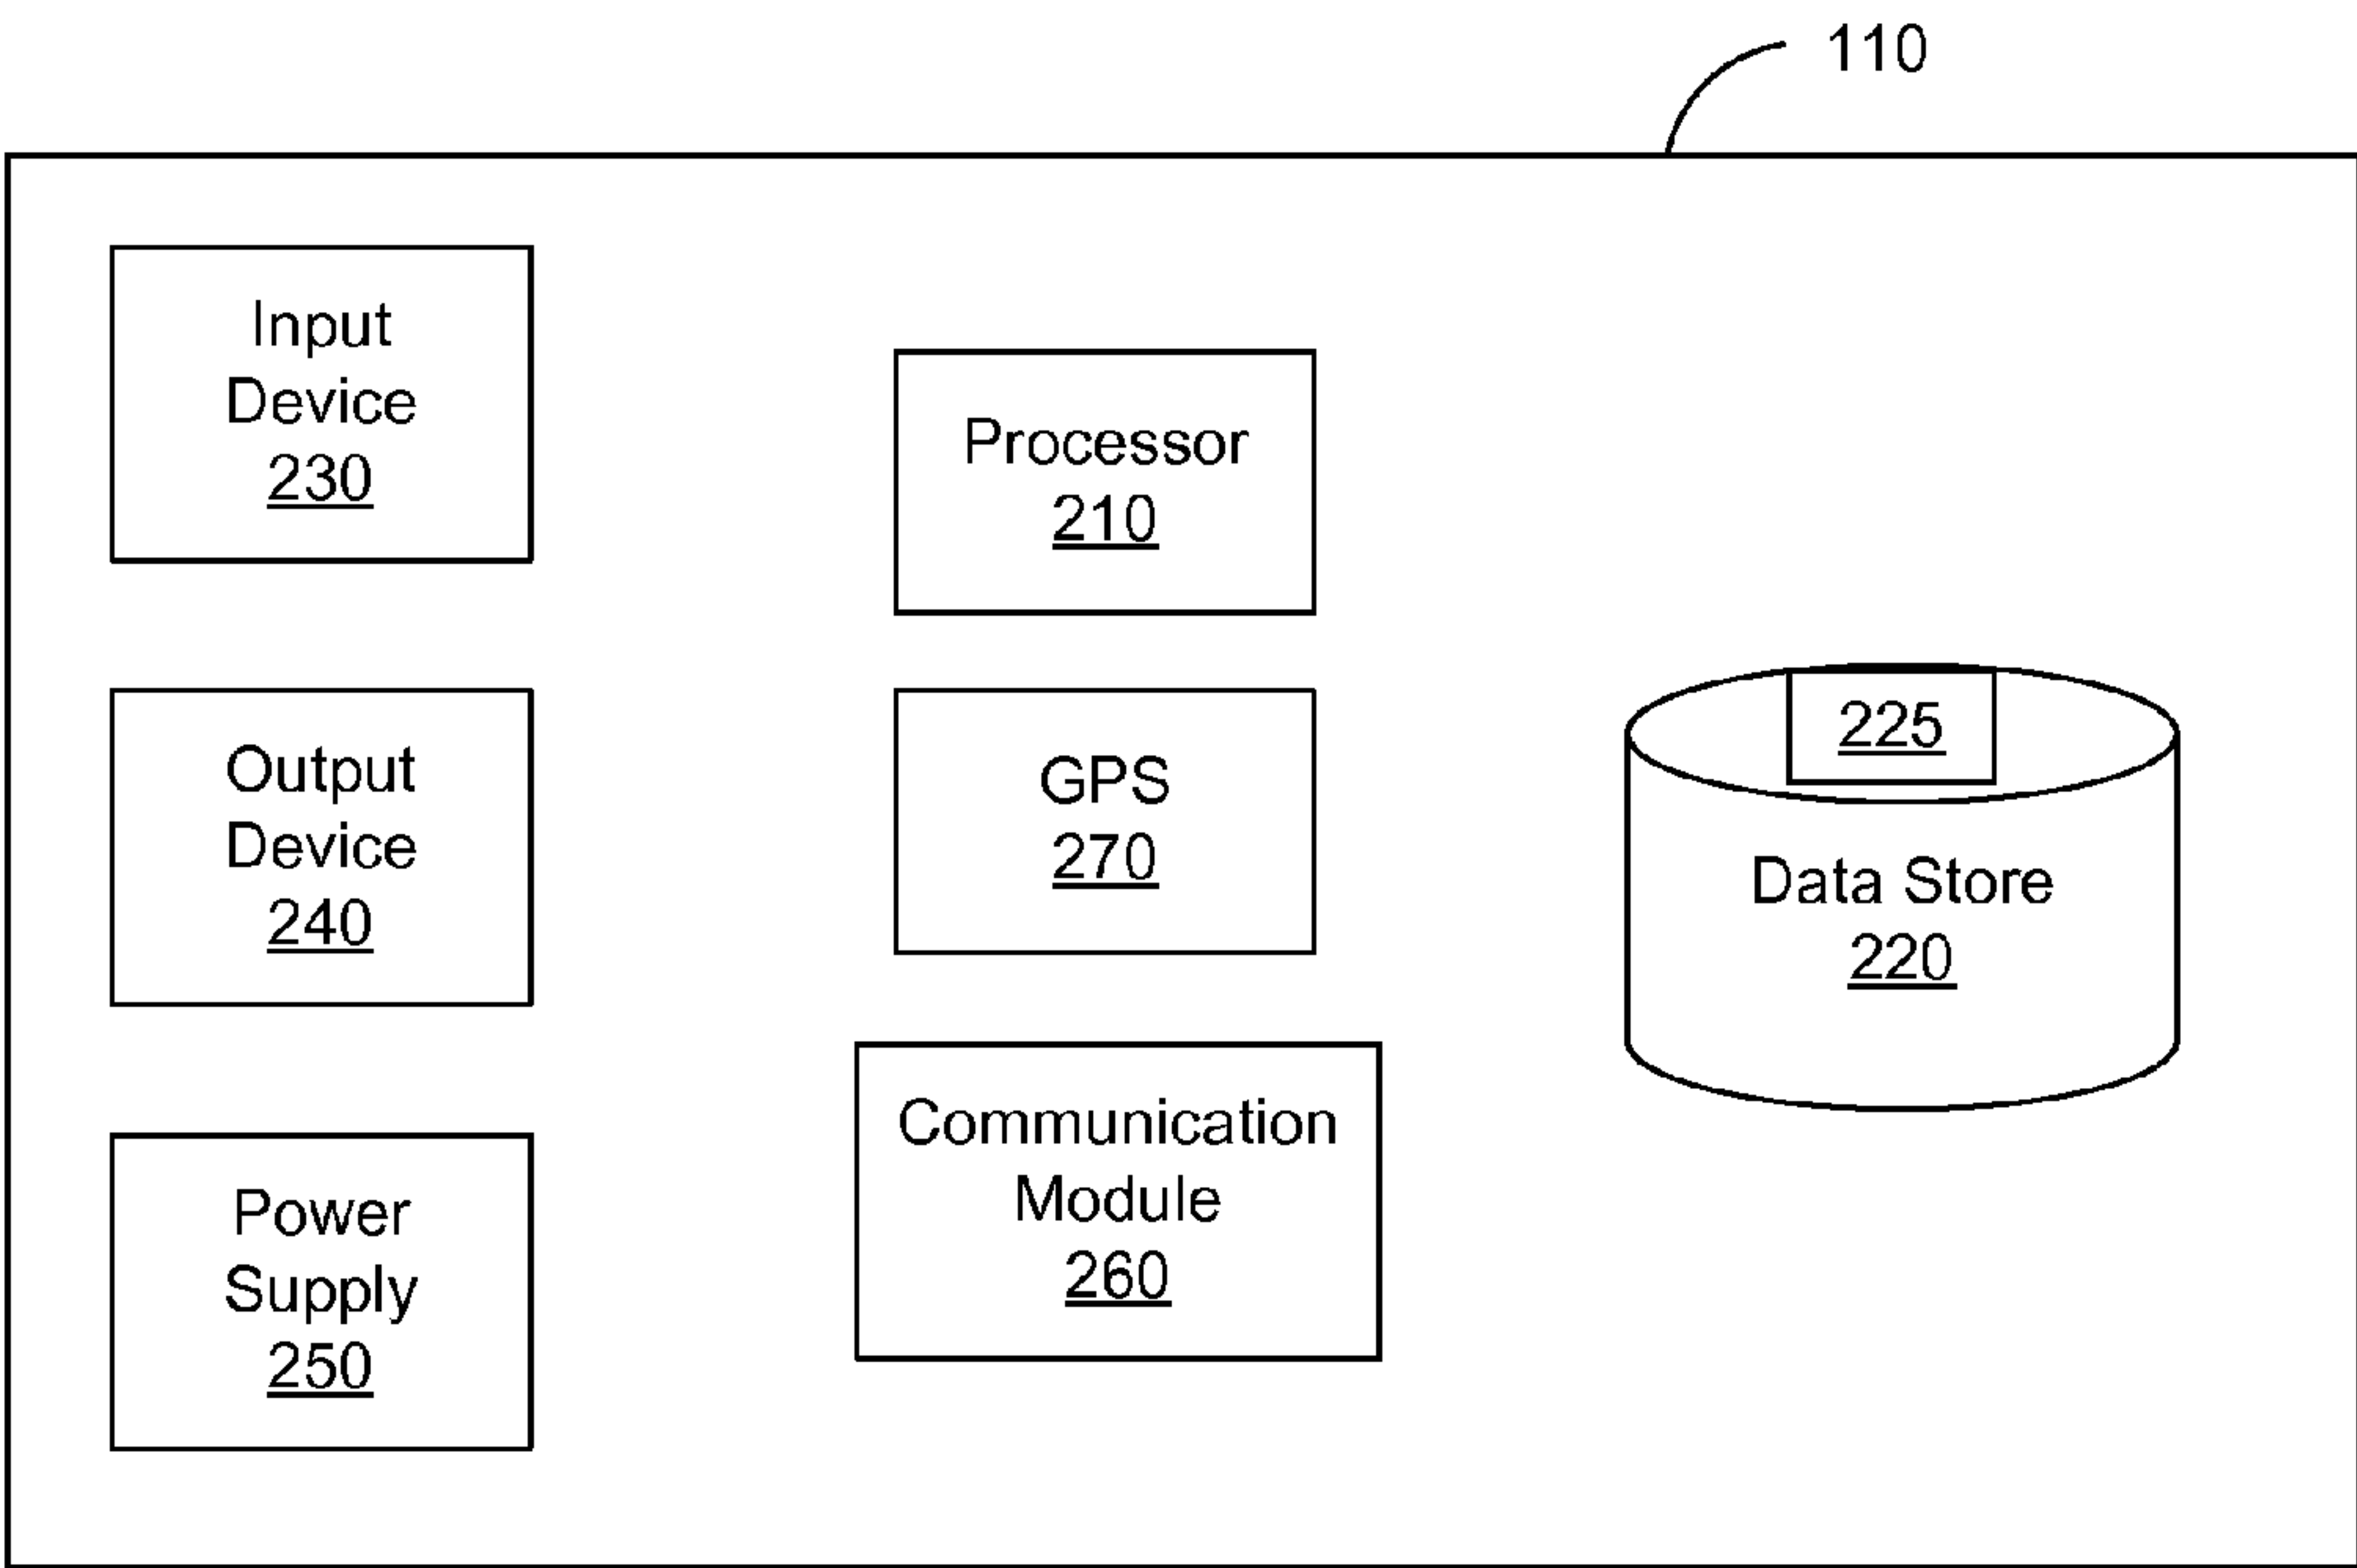 110
Input
Device
230
Processor
210
Output
Device
240
GPS
270
225
Data Store
220
Power
Supply
250
Communication
Module
260